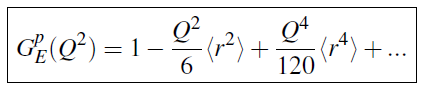 $G_E^p(Q^2) = 1 - \frac{Q^2}{6} \langle r^2 \rangle + \frac{Q^4}{120} \langle r^4 \rangle + ...$